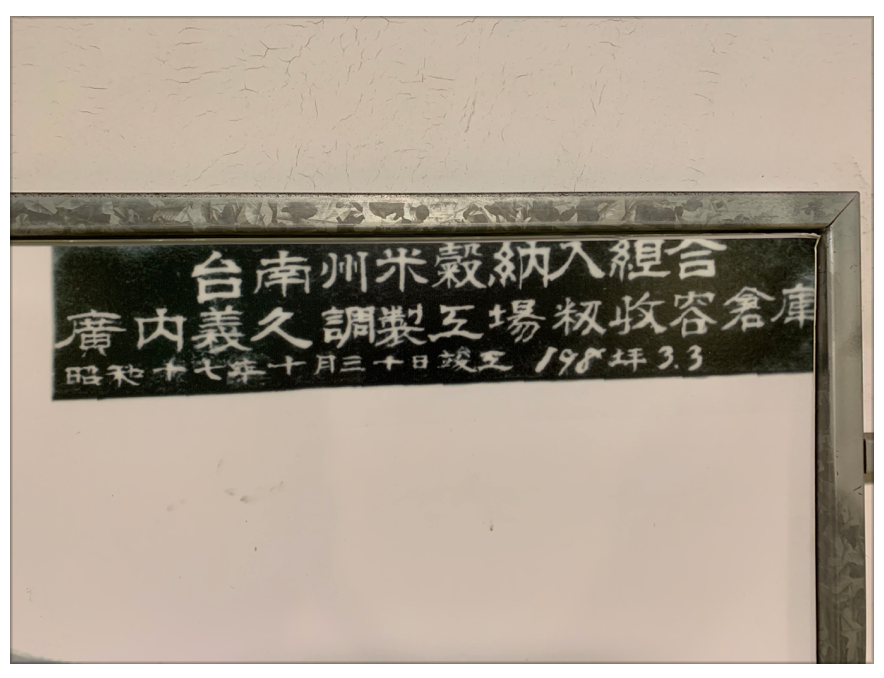 台南州米穀納入組合
廣内義久調製工場籾收容倉庫
昭和十七年十月三十日竣工 198坪3.3